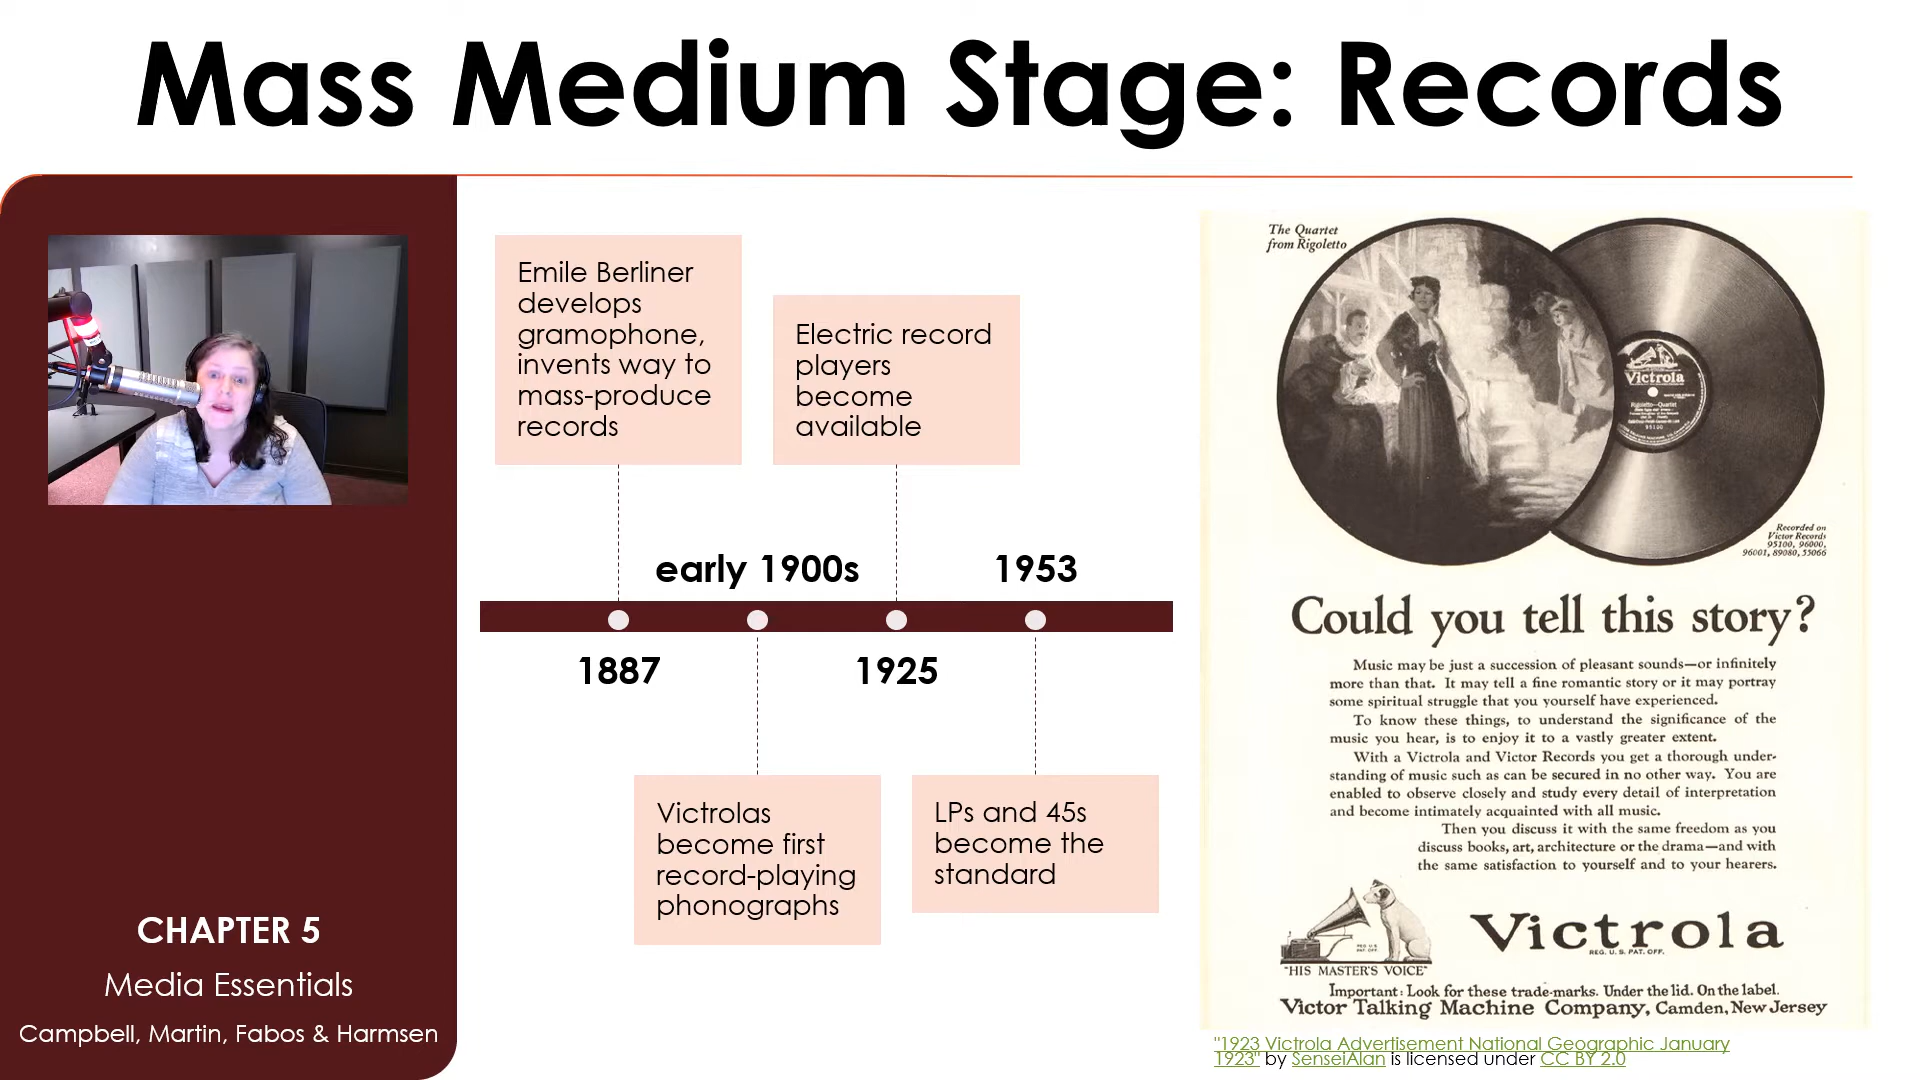 Mass Medium Stage: Records
Emile Berliner
develops
gramophone,
invents way to
mass-produce
records
Electric record
players
become
available
early 1900s
1953
1887
1925
Victrolas
become first
record-playing
phonographs
LPs and 45s
become the
standard
CHAPTER 5
Media Essentials
Campbell, Martin, Fabos & Harmsen
The Quartet
from Rigoletto
Victrola
Recorded on
Victor Records
95100, 96000,
96001, 89080, 55066
Could you tell this story?
Music may be just a succession of pleasant sounds—or infinitely
more than that. It may tell a fine romantic story or it may portray
some spiritual struggle that you yourself have experienced.
To know these things, to understand the significance of the
music you hear, is to enjoy it to a vastly greater extent.
With a Victrola and Victor Records you get a thorough under-
standing of music such as can be secured in no other way. You are
enabled to observe closely and study every detail of interpretation
and become intimately acquainted with all music.
Then you discuss it with the same freedom as you
discuss books, art, architecture or the drama—and with
the same satisfaction to yourself and to your hearers.
"HIS MASTER'S VOICE"
REG. U.S. PAT. OFF.
Victrola
REG. U. S. PAT. OFF.
Important: Look for these trade-marks. Under the lid. On the label.
Victor Talking Machine Company, Camden, New Jersey
"1923 Victrola Advertisement National Geographic January
1923" by SenseiAlan is licensed under CC BY 2.0